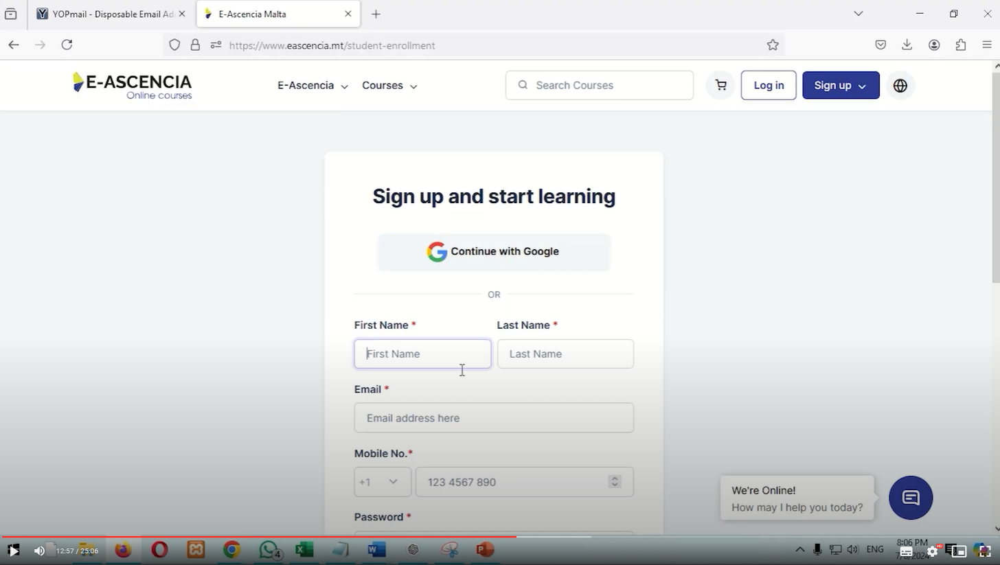 YOPmail - Disposable Email Ad
E-Ascencia Malta
https://www.eascencia.mt/student-enrollment
E-ASCENCIA
Online courses
E-Ascencia
Courses
Search Courses
Log in
Sign up
Sign up and start learning
Continue with Google
OR
First Name *
Last Name *
First Name
Last Name
Email *
Email address here
Mobile No.*
+1
123 4567 890
Password *
We're Online!
How may I help you today?
12:57 / 25:06
4
ENG
8:06 PM
HD